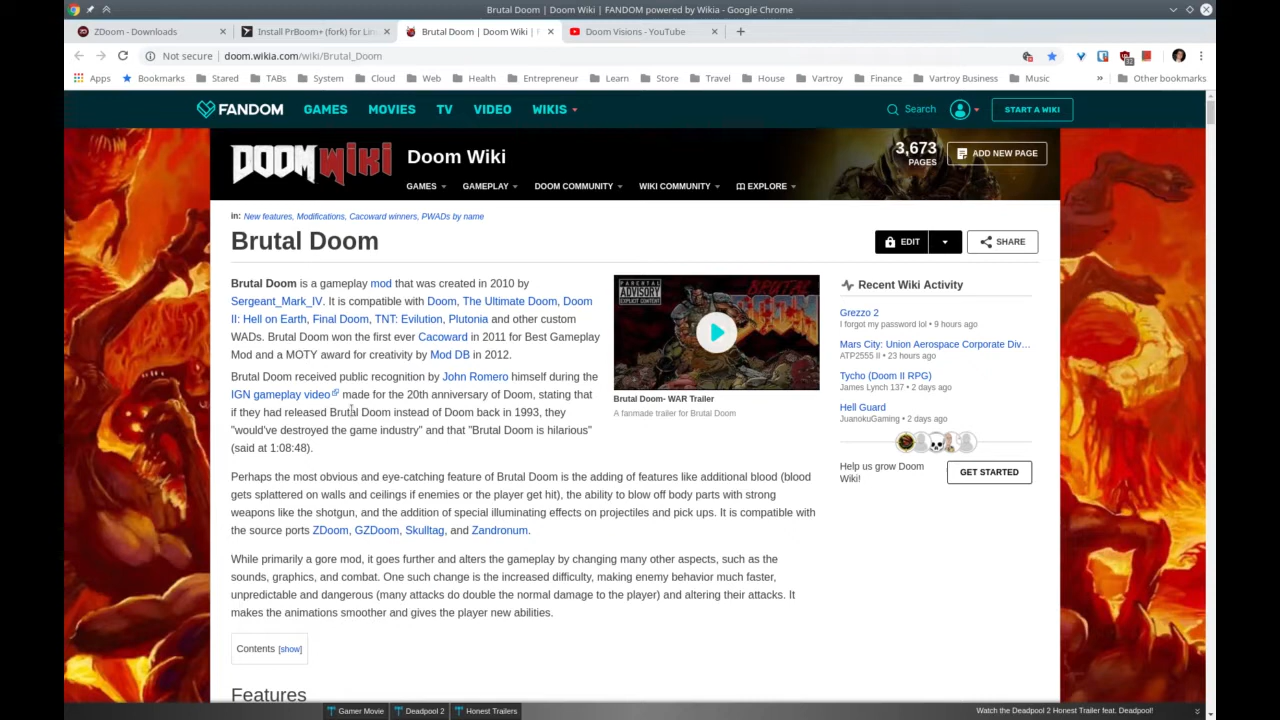 Brutal Doom | Doom Wiki | FANDOM powered by Wikia - Google Chrome
ZDoom - Downloads
Install PrBoom+ (fork) for Lin
Brutal Doom | Doom Wiki |
Doom Visions - YouTube
Not secure doom.wikia.com/wiki/Brutal_Doom
Apps Bookmarks Stared TABs System Cloud Web Health Entrepreneur Learn Store Travel House Vartroy Finance Vartroy Business Music » Other bookmarks
FANDOM GAMES MOVIES TV VIDEO WIKIS Search START A WIKI
DOOM WIKI Doom Wiki 3,673 PAGES ADD NEW PAGE
GAMES GAMEPLAY DOOM COMMUNITY WIKI COMMUNITY EXPLORE
in: New features, Modifications, Cacoward winners, PWADs by name
Brutal Doom
EDIT SHARE
Brutal Doom is a gameplay mod that was created in 2010 by
Sergeant_Mark_IV. It is compatible with Doom, The Ultimate Doom, Doom
II: Hell on Earth, Final Doom, TNT: Evilution, Plutonia and other custom
WADs. Brutal Doom won the first ever Cacoward in 2011 for Best Gameplay
Mod and a MOTY award for creativity by Mod DB in 2012.
Brutal Doom received public recognition by John Romero himself during the
IGN gameplay video made for the 20th anniversary of Doom, stating that
if they had released Brutal Doom instead of Doom back in 1993, they
"would've destroyed the game industry" and that "Brutal Doom is hilarious"
(said at 1:08:48).
PARENTAL
ADVISORY
EXPLICIT CONTENT
BRUTAL
DOOM
Brutal Doom- WAR Trailer
A fanmade trailer for Brutal Doom
Perhaps the most obvious and eye-catching feature of Brutal Doom is the adding of features like additional blood (blood
gets splattered on walls and ceilings if enemies or the player get hit), the ability to blow off body parts with strong
weapons like the shotgun, and the addition of special illuminating effects on projectiles and pick ups. It is compatible with
the source ports ZDoom, GZDoom, Skulltag, and Zandronum.
While primarily a gore mod, it goes further and alters the gameplay by changing many other aspects, such as the
sounds, graphics, and combat. One such change is the increased difficulty, making enemy behavior much faster,
unpredictable and dangerous (many attacks do double the normal damage to the player) and altering their attacks. It
makes the animations smoother and gives the player new abilities.
Contents [show]
Features
Recent Wiki Activity
Grezzo 2
I forgot my password lol • 9 hours ago
Mars City: Union Aerospace Corporate Div...
ATP2555 II • 23 hours ago
Tycho (Doom II RPG)
James Lynch 137 • 2 days ago
Hell Guard
JuanokuGaming • 2 days ago
Help us grow Doom
Wiki!
GET STARTED
Gamer Movie Deadpool 2 Honest Trailers Watch the Deadpool 2 Honest Trailer feat. Deadpool!